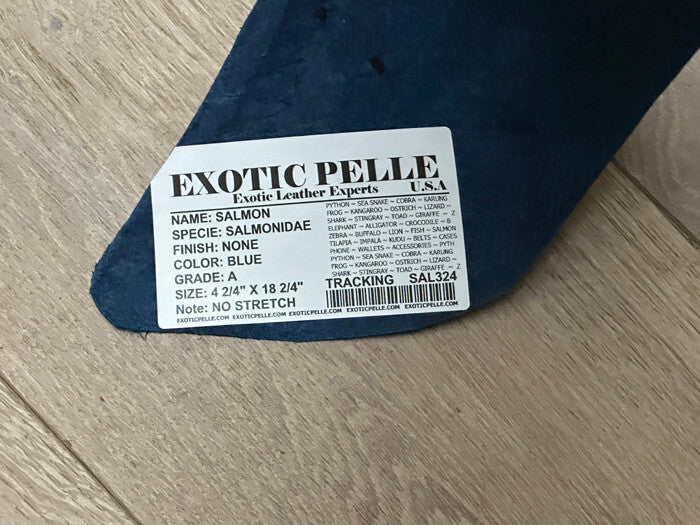 EXOTIC PELLE
Exotic Leather Experts U.S.A
NAME: SALMON
SPECIE: SALMONIDAE
FINISH: NONE
COLOR: BLUE
GRADE: A
SIZE: 4 2/4" X 18 2/4"
Note: NO STRETCH
PYTHON ~ SEA SNAKE ~ COBRA ~ KARUNG
FROG ~ KANGAROO ~ OSTRICH ~ LIZARD ~
SHARK ~ STINGRAY ~ TOAD ~ GIRAFFE ~ Z
ELEPHANT ~ ALLIGATOR ~ CROCODILE ~ B
ZEBRA ~ BUFFALO ~ LION ~ FISH ~ SALMON
TILAPIA ~ IMPALA ~ KUDU ~ BELTS ~ CASES
PHONE ~ WALLETS ~ ACCESSORIES ~ PYTH
PYTHON ~ SEA SNAKE ~ COBRA ~ KARUNG
FROG ~ KANGAROO ~ OSTRICH ~ LIZARD ~
SHARK ~ STINGRAY ~ TOAD ~ GIRAFFE ~ Z
TRACKING SAL324
EXOTICPELLE.COM EXOTICPELLE.COM EXOTICPELLE.COM EXOTICPELLE.COM EXOTICPELLE.COM